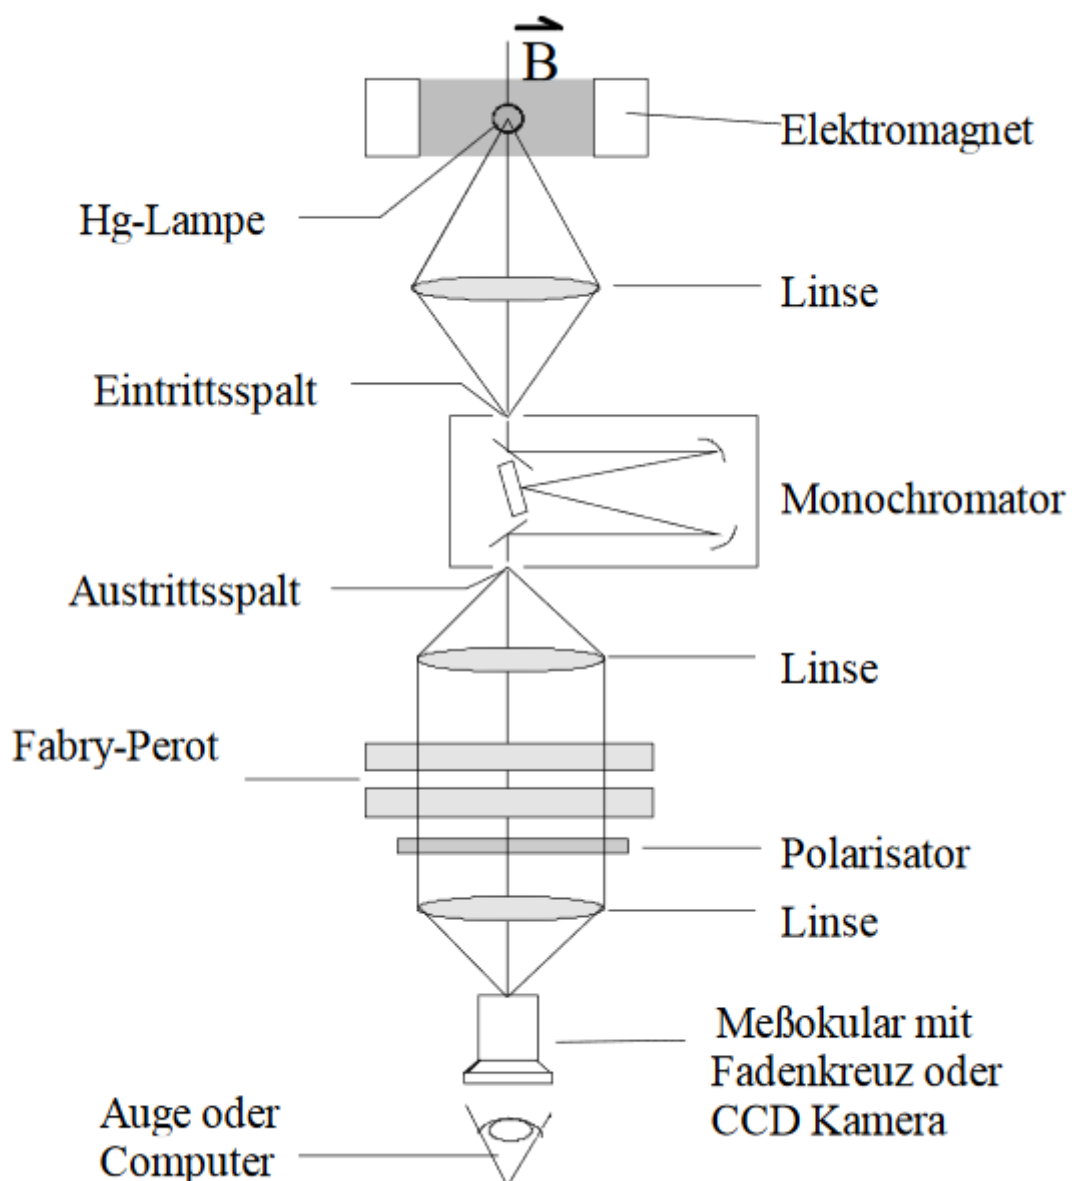 B
Elektromagnet
Hg-Lampe
Linse
Eintrittsspalt
Monochromator
Austrittsspalt
Linse
Fabry-Perot
Polarisator
Linse
Meßokular mit
Fadenkreuz oder
CCD Kamera
Auge oder
Computer